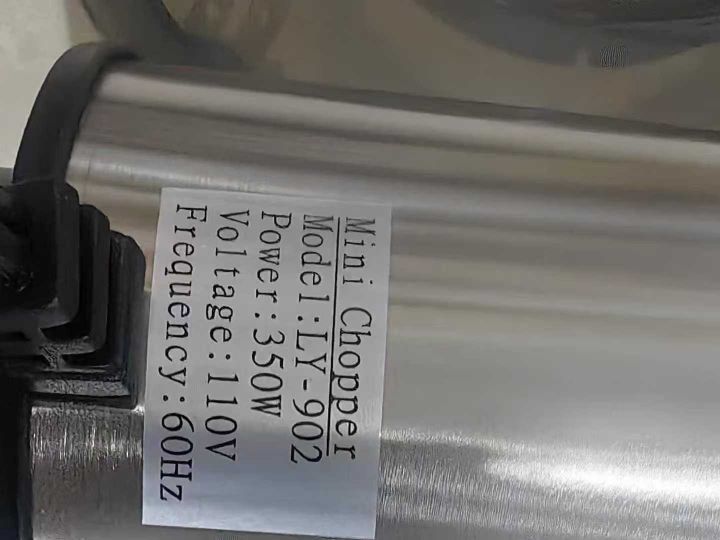 Mini Chopper
Model:LY-902
Power:350W
Voltage:110V
Frequency:60Hz